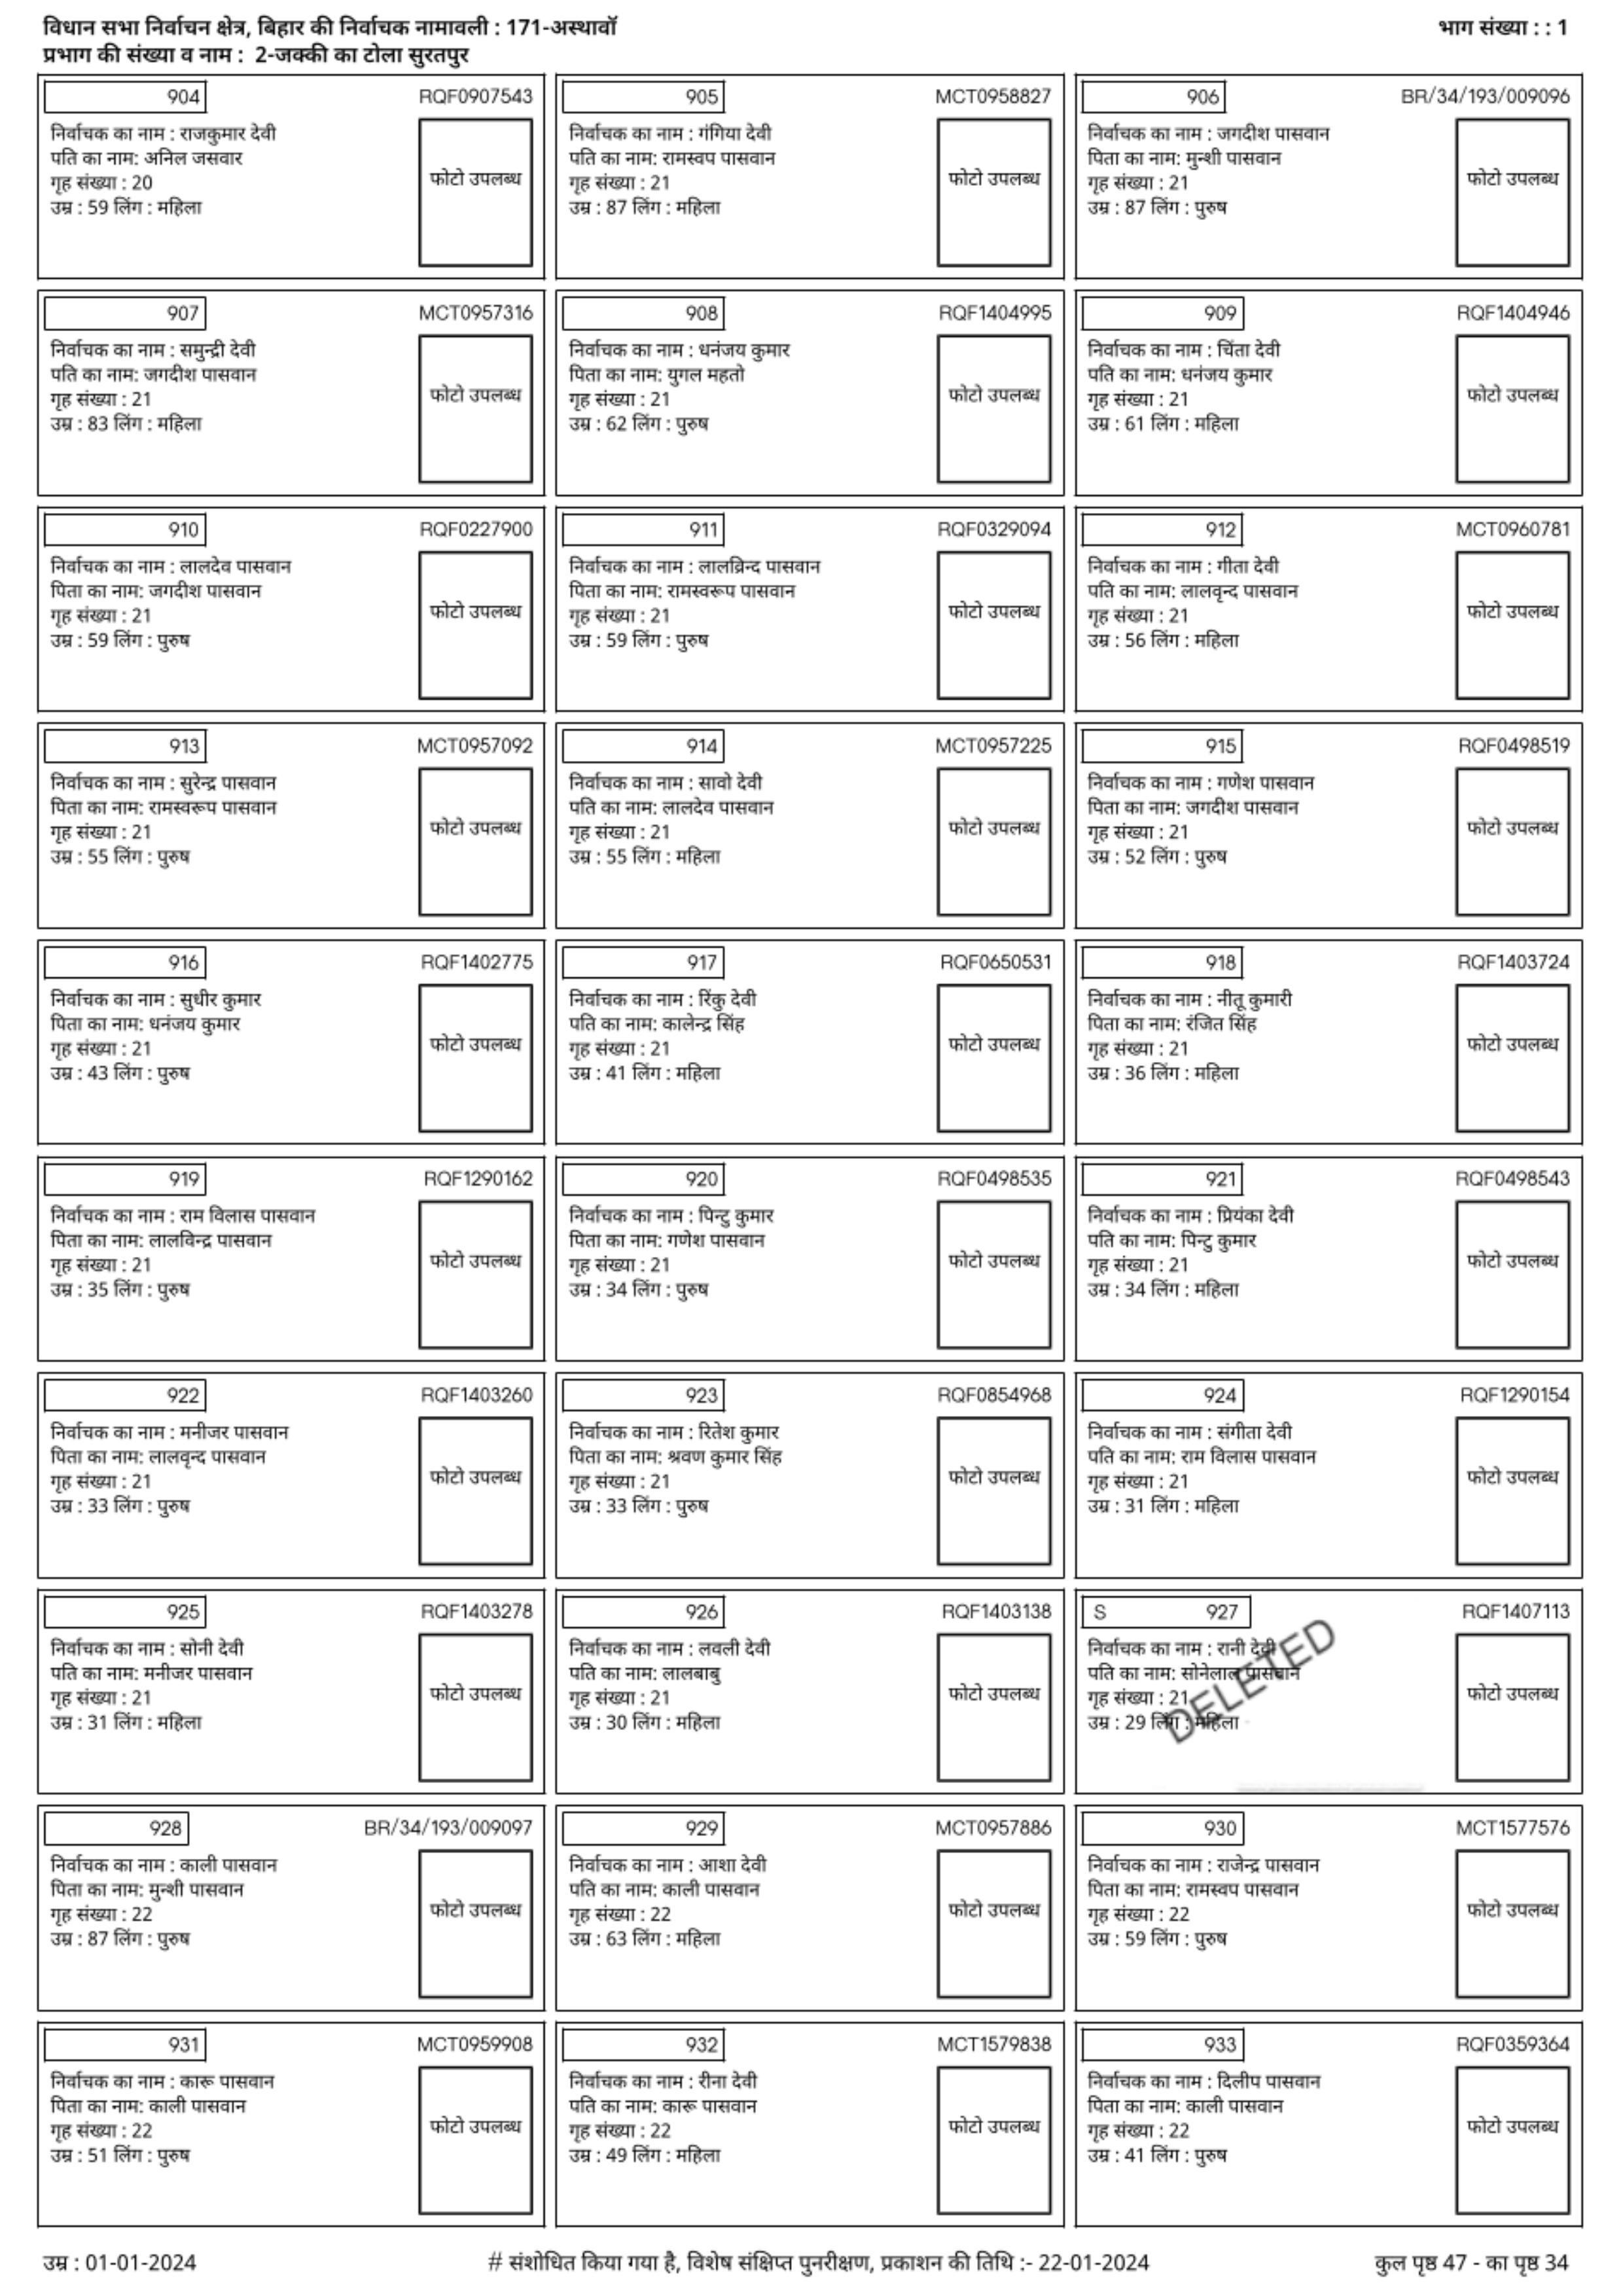 विधान सभा निर्वाचन क्षेत्र, बिहार की निर्वाचक नामावली : 171-अस्थावॉ
भाग संख्या : : 1
प्रभाग की संख्या व नाम : 2-जक्की का टोला सुरतपुर
904
RQF0907543
निर्वाचक का नाम : राजकुमार देवी
पति का नाम: अनिल जसवार
गृह संख्या : 20
उम्र : 59 लिंग : महिला
फोटो उपलब्ध
905
MCT0958827
निर्वाचक का नाम : गंगिया देवी
पति का नाम: रामस्वप पासवान
गृह संख्या : 21
उम्र : 87 लिंग : महिला
फोटो उपलब्ध
906
BR/34/193/009096
निर्वाचक का नाम : जगदीश पासवान
पिता का नाम: मुन्शी पासवान
गृह संख्या : 21
उम्र : 87 लिंग : पुरुष
फोटो उपलब्ध
907
MCT0957316
निर्वाचक का नाम : समुन्द्री देवी
पति का नाम: जगदीश पासवान
गृह संख्या : 21
उम्र : 83 लिंग : महिला
फोटो उपलब्ध
908
RQF1404995
निर्वाचक का नाम : धनंजय कुमार
पिता का नाम: युगल महतो
गृह संख्या : 21
उम्र : 62 लिंग : पुरुष
फोटो उपलब्ध
909
RQF1404946
निर्वाचक का नाम : चिंता देवी
पति का नाम: धनंजय कुमार
गृह संख्या : 21
उम्र : 61 लिंग : महिला
फोटो उपलब्ध
910
RQF0227900
निर्वाचक का नाम : लालदेव पासवान
पिता का नाम: जगदीश पासवान
गृह संख्या : 21
उम्र : 59 लिंग : पुरुष
फोटो उपलब्ध
911
RQF0329094
निर्वाचक का नाम : लालव्रिन्द पासवान
पिता का नाम: रामस्वरूप पासवान
गृह संख्या : 21
उम्र : 59 लिंग : पुरुष
फोटो उपलब्ध
912
MCT0960781
निर्वाचक का नाम : गीता देवी
पति का नाम: लालवृन्द पासवान
गृह संख्या : 21
उम्र : 56 लिंग : महिला
फोटो उपलब्ध
913
MCT0957092
निर्वाचक का नाम : सुरेन्द्र पासवान
पिता का नाम: रामस्वरूप पासवान
गृह संख्या : 21
उम्र : 55 लिंग : पुरुष
फोटो उपलब्ध
914
MCT0957225
निर्वाचक का नाम : सावो देवी
पति का नाम: लालदेव पासवान
गृह संख्या : 21
उम्र : 55 लिंग : महिला
फोटो उपलब्ध
915
RQF0498519
निर्वाचक का नाम : गणेश पासवान
पिता का नाम: जगदीश पासवान
गृह संख्या : 21
उम्र : 52 लिंग : पुरुष
फोटो उपलब्ध
916
RQF1402775
निर्वाचक का नाम : सुधीर कुमार
पिता का नाम: धनंजय कुमार
गृह संख्या : 21
उम्र : 43 लिंग : पुरुष
फोटो उपलब्ध
917
RQF0650531
निर्वाचक का नाम : रिंकु देवी
पति का नाम: कालेन्द्र सिंह
गृह संख्या : 21
उम्र : 41 लिंग : महिला
फोटो उपलब्ध
918
RQF1403724
निर्वाचक का नाम : नीतू कुमारी
पिता का नाम: रंजित सिंह
गृह संख्या : 21
उम्र : 36 लिंग : महिला
फोटो उपलब्ध
919
RQF1290162
निर्वाचक का नाम : राम विलास पासवान
पिता का नाम: लालविन्द्र पासवान
गृह संख्या : 21
उम्र : 35 लिंग : पुरुष
फोटो उपलब्ध
920
RQF0498535
निर्वाचक का नाम : पिन्टु कुमार
पिता का नाम: गणेश पासवान
गृह संख्या : 21
उम्र : 34 लिंग : पुरुष
फोटो उपलब्ध
921
RQF0498543
निर्वाचक का नाम : प्रियंका देवी
पति का नाम: पिन्टु कुमार
गृह संख्या : 21
उम्र : 34 लिंग : महिला
फोटो उपलब्ध
922
RQF1403260
निर्वाचक का नाम : मनीजर पासवान
पिता का नाम: लालवृन्द पासवान
गृह संख्या : 21
उम्र : 33 लिंग : पुरुष
फोटो उपलब्ध
923
RQF0854968
निर्वाचक का नाम : रितेश कुमार
पिता का नाम: श्रवण कुमार सिंह
गृह संख्या : 21
उम्र : 33 लिंग : पुरुष
फोटो उपलब्ध
924
RQF1290154
निर्वाचक का नाम : संगीता देवी
पति का नाम: राम विलास पासवान
गृह संख्या : 21
उम्र : 31 लिंग : महिला
फोटो उपलब्ध
925
RQF1403278
निर्वाचक का नाम : सोनी देवी
पति का नाम: मनीजर पासवान
गृह संख्या : 21
उम्र : 31 लिंग : महिला
फोटो उपलब्ध
926
RQF1403138
निर्वाचक का नाम : लवली देवी
पति का नाम: लालबाबु
गृह संख्या : 21
उम्र : 30 लिंग : महिला
फोटो उपलब्ध
S 927
RQF1407113
निर्वाचक का नाम : रानी देवी
पति का नाम: सोनेलाल पासवान
गृह संख्या : 21
उम्र : 29 लिंग : महिला
DELETED
फोटो उपलब्ध
928
BR/34/193/009097
निर्वाचक का नाम : काली पासवान
पिता का नाम: मुन्शी पासवान
गृह संख्या : 22
उम्र : 87 लिंग : पुरुष
फोटो उपलब्ध
929
MCT0957886
निर्वाचक का नाम : आशा देवी
पति का नाम: काली पासवान
गृह संख्या : 22
उम्र : 63 लिंग : महिला
फोटो उपलब्ध
930
MCT1577576
निर्वाचक का नाम : राजेन्द्र पासवान
पिता का नाम: रामस्वप पासवान
गृह संख्या : 22
उम्र : 59 लिंग : पुरुष
फोटो उपलब्ध
931
MCT0959908
निर्वाचक का नाम : कारू पासवान
पिता का नाम: काली पासवान
गृह संख्या : 22
उम्र : 51 लिंग : पुरुष
फोटो उपलब्ध
932
MCT1579838
निर्वाचक का नाम : रीना देवी
पति का नाम: कारू पासवान
गृह संख्या : 22
उम्र : 49 लिंग : महिला
फोटो उपलब्ध
933
RQF0359364
निर्वाचक का नाम : दिलीप पासवान
पिता का नाम: काली पासवान
गृह संख्या : 22
उम्र : 41 लिंग : पुरुष
फोटो उपलब्ध
उम्र : 01-01-2024
# संशोधित किया गया है, विशेष संक्षिप्त पुनरीक्षण, प्रकाशन की तिथि :- 22-01-2024
कुल पृष्ठ 47 - का पृष्ठ 34